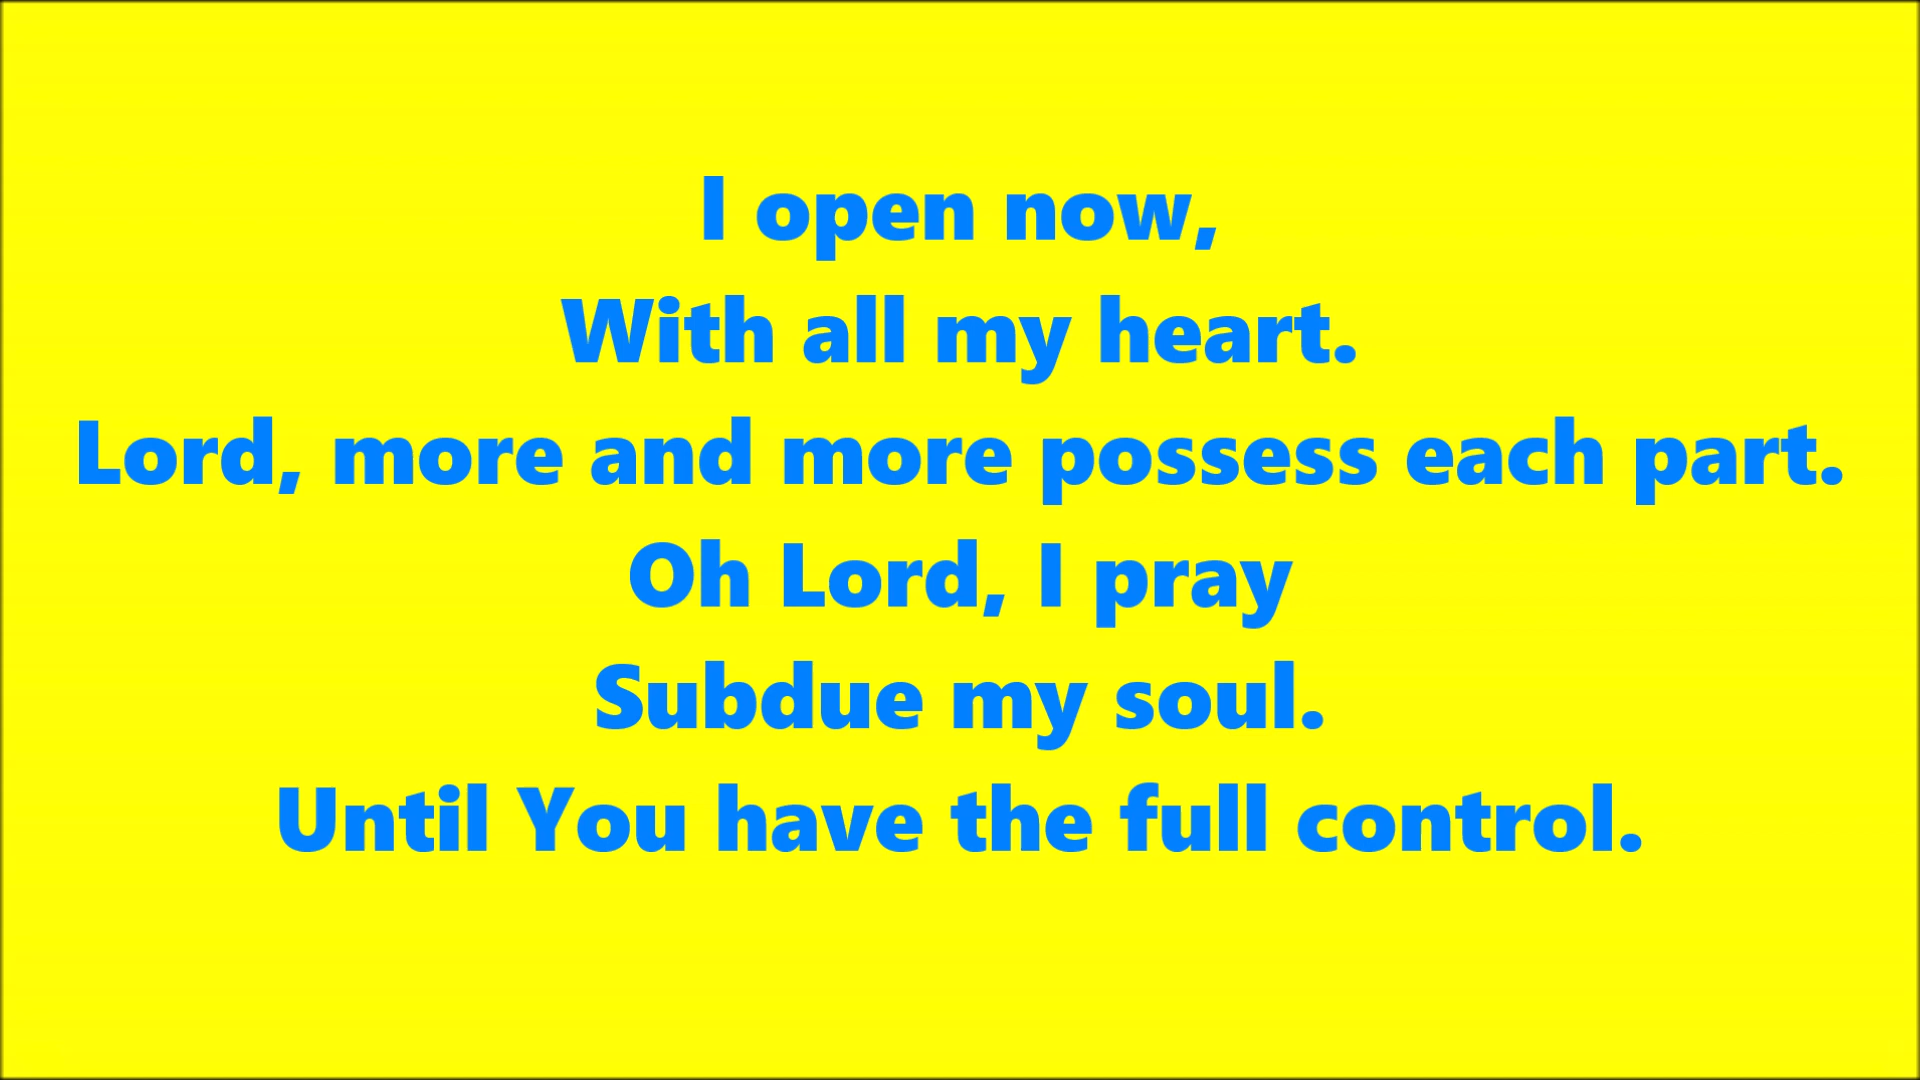 I open now,
With all my heart.
Lord, more and more possess each part.
Oh Lord, I pray
Subdue my soul.
Until You have the full control.